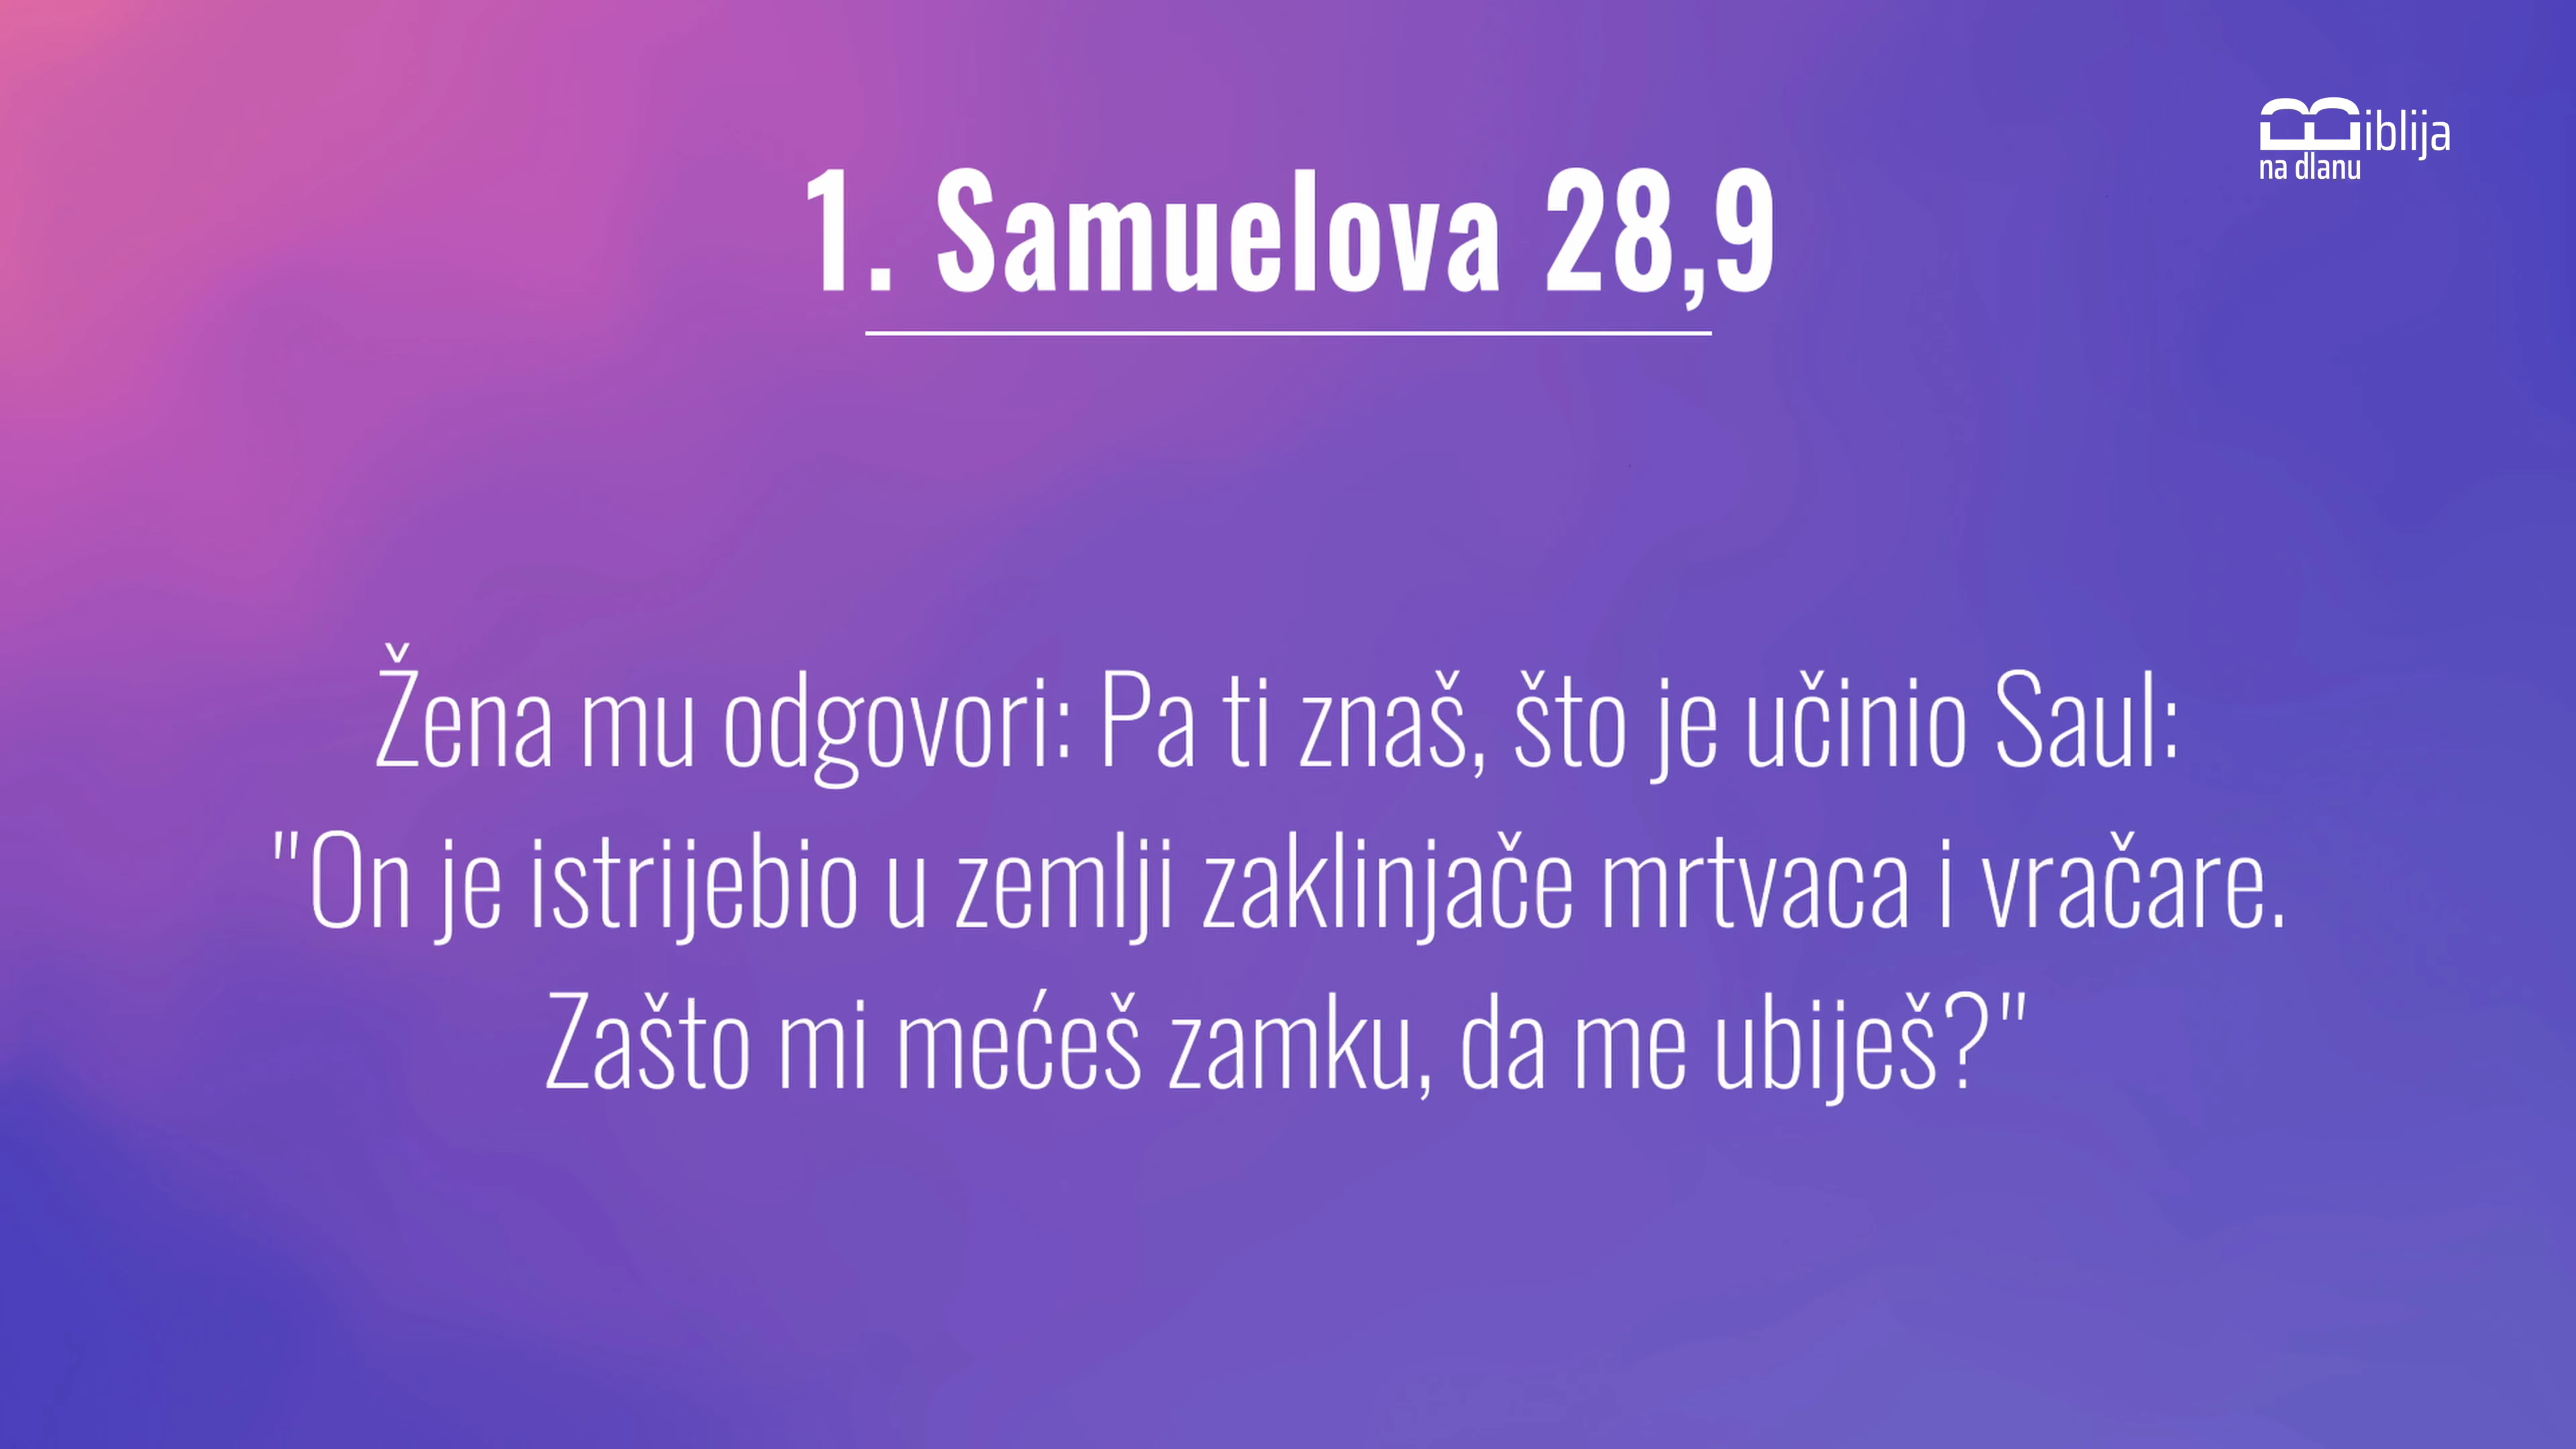 Biblija
na dlanu
1. Samuelova 28,9
Žena mu odgovori: Pa ti znaš, što je učinio Saul:
"On je istrijebio u zemlji zaklinjače mrtvaca i vračare.
Zašto mi mećeš zamku, da me ubiješ?"